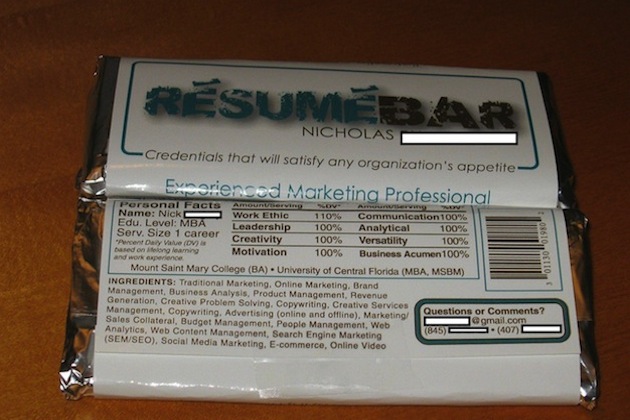 RÉSUMÉBAR
NICHOLAS
Credentials that will satisfy any organization's appetite
Experienced Marketing Professional
Personal Facts
Name: Nick
Edu. Level: MBA
Serv. Size 1 career
*Percent Daily Value (DV) is
based on lifelong learning
and work experience.
Amount/Serving %DV* Amount/Serving %DV*
Work Ethic 110% Communication 100%
Leadership 100% Analytical 100%
Creativity 100% Versatility 100%
Motivation 100% Business Acumen 100%
Mount Saint Mary College (BA) • University of Central Florida (MBA, MSBM)
INGREDIENTS: Traditional Marketing, Online Marketing, Brand
Management, Business Analysis, Product Management, Revenue
Generation, Creative Problem Solving, Copywriting, Creative Services
Management, Copywriting, Advertising (online and offline), Marketing/
Sales Collateral, Budget Management, People Management, Web
Analytics, Web Content Management, Search Engine Marketing
(SEM/SEO), Social Media Marketing, E-commerce, Online Video
Questions or Comments?
@gmail.com
(845) • (407)